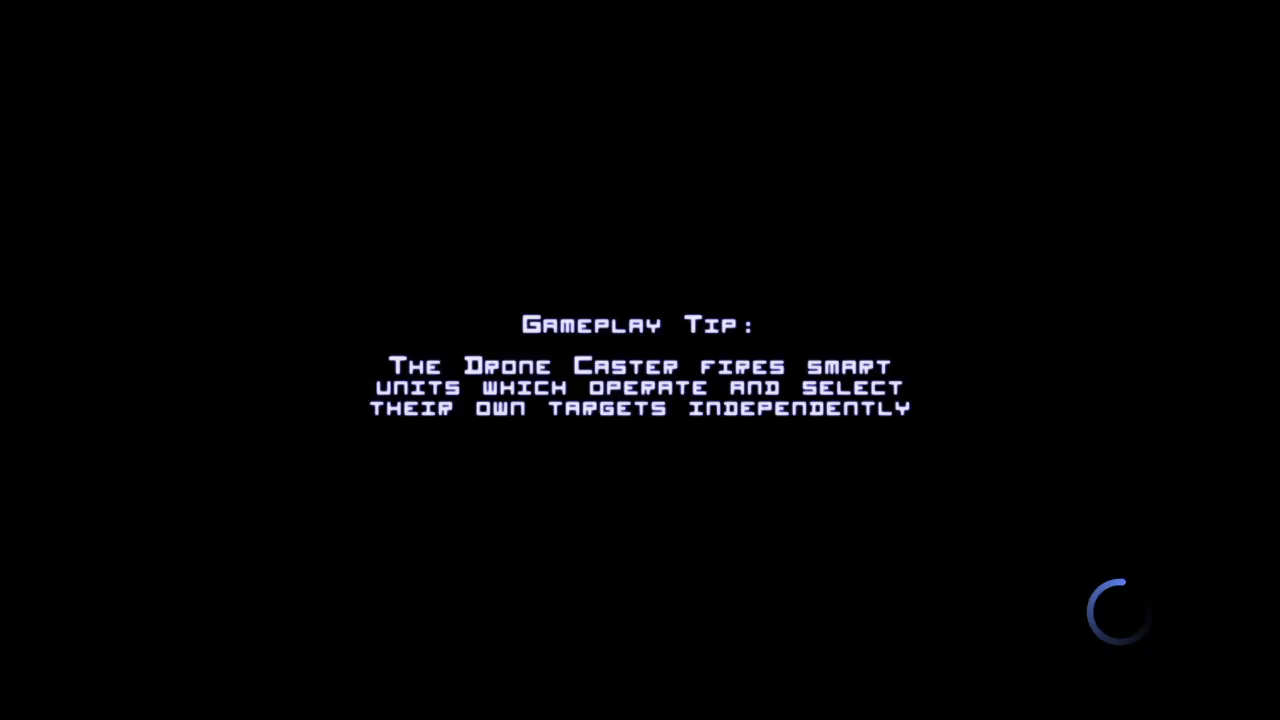 Gameplay Tip:
The Drone Caster fires smart
units which operate and select
their own targets independently